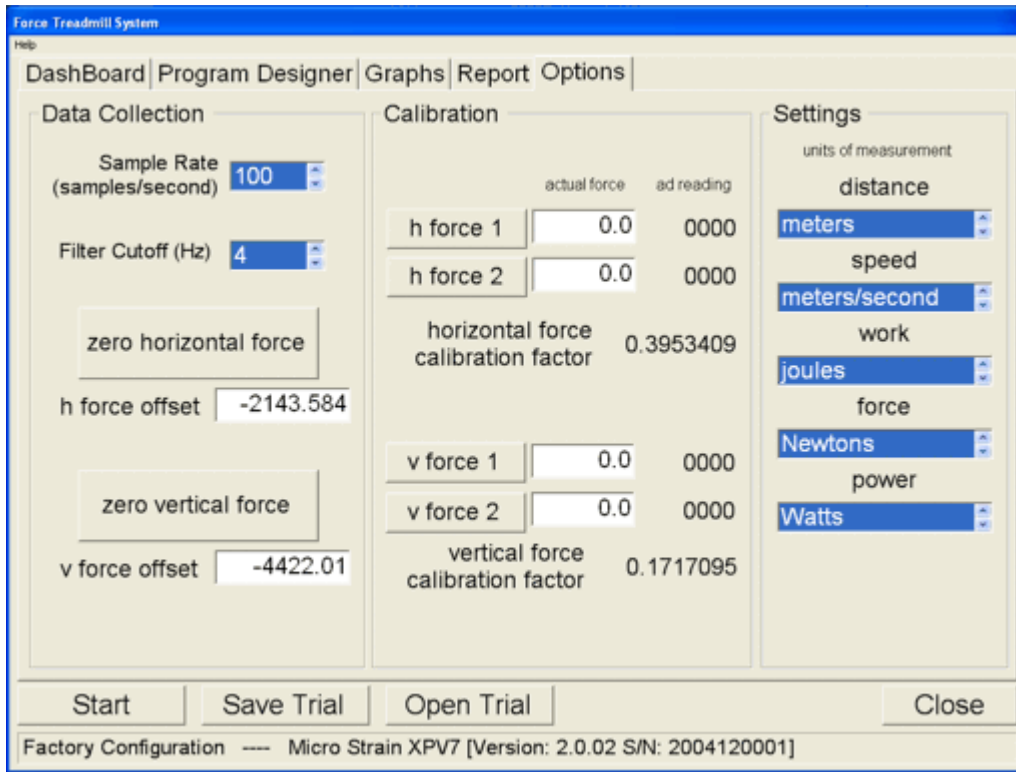 Force Treadmill System
Help
DashBoard Program Designer Graphs Report Options
Data Collection
Sample Rate
(samples/second)
100
Filter Cutoff (Hz)
4
zero horizontal force
h force offset -2143.584
zero vertical force
v force offset -4422.01
Calibration
actual force ad reading
h force 1 0.0 0000
h force 2 0.0 0000
horizontal force
calibration factor
0.3953409
v force 1 0.0 0000
v force 2 0.0 0000
vertical force
calibration factor
0.1717095
Settings
units of measurement
distance
meters
speed
meters/second
work
joules
force
Newtons
power
Watts
Start Save Trial Open Trial Close
Factory Configuration ---- Micro Strain XPV7 [Version: 2.0.02 S/N: 2004120001]